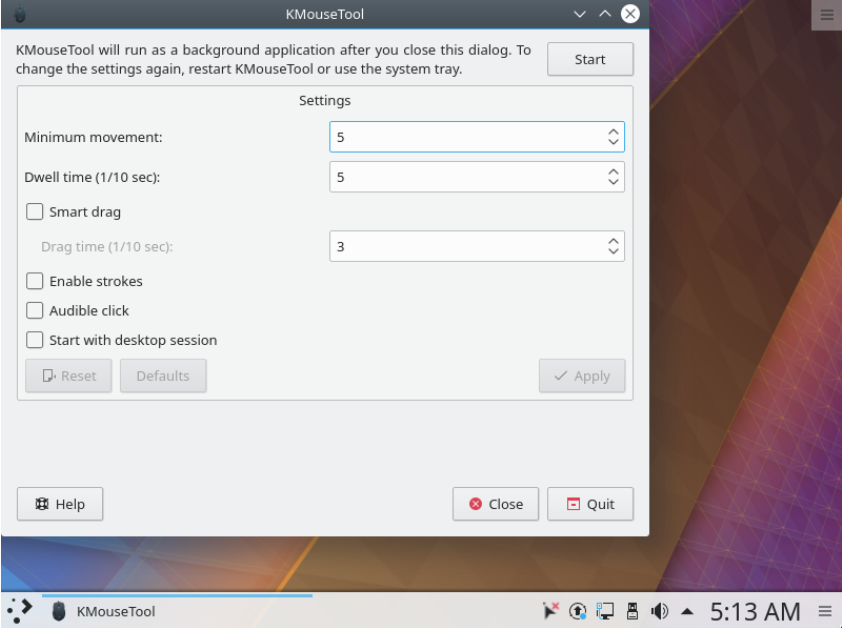 KMouseTool
KMouseTool will run as a background application after you close this dialog. To
change the settings again, restart KMouseTool or use the system tray.
Start
Settings
Minimum movement:
5
Dwell time (1/10 sec):
5
Smart drag
Drag time (1/10 sec):
3
Enable strokes
Audible click
Start with desktop session
Reset
Defaults
Apply
Help
Close
Quit
KMouseTool
5:13 AM